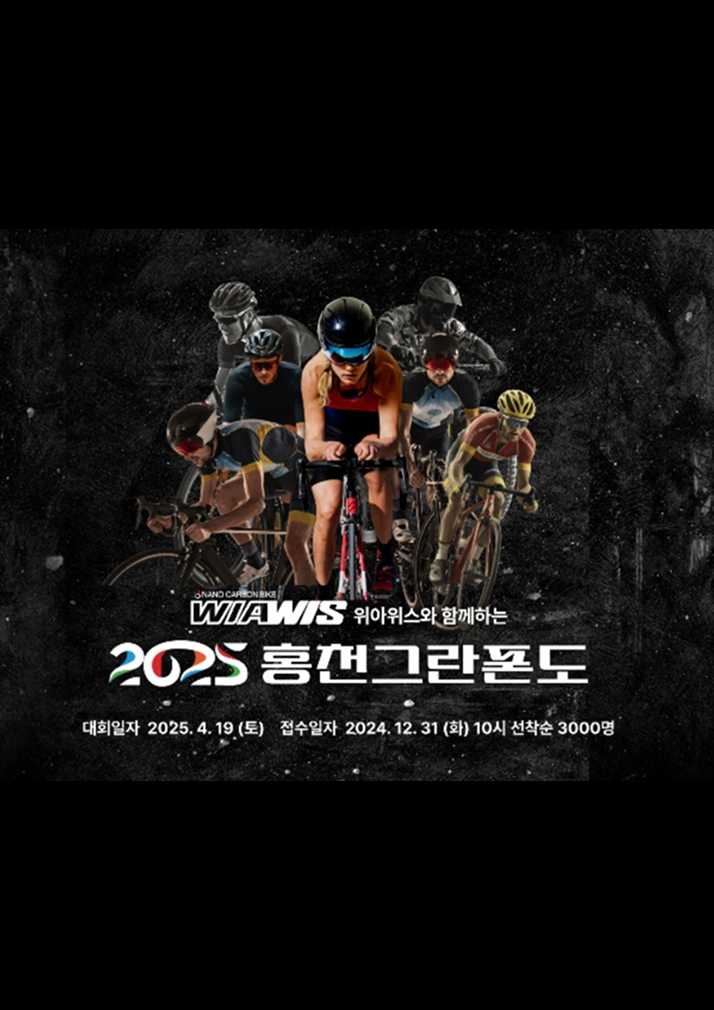 NANO CARBON BIKE
WIAWIS 위아위스와 함께하는
2025 홍천그란폰도
대회일자 2025. 4. 19 (토) 접수일자 2024. 12. 31 (화) 10시 선착순 3000명